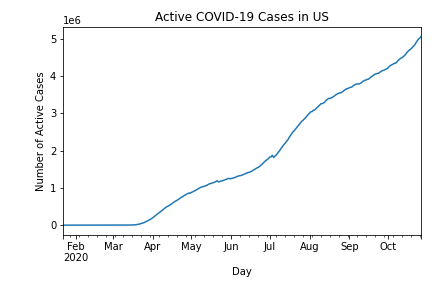 Active COVID-19 Cases in US
1e6
5
4
3
2
1
0
Number of Active Cases
Feb Mar Apr May Jun Jul Aug Sep Oct
2020
Day